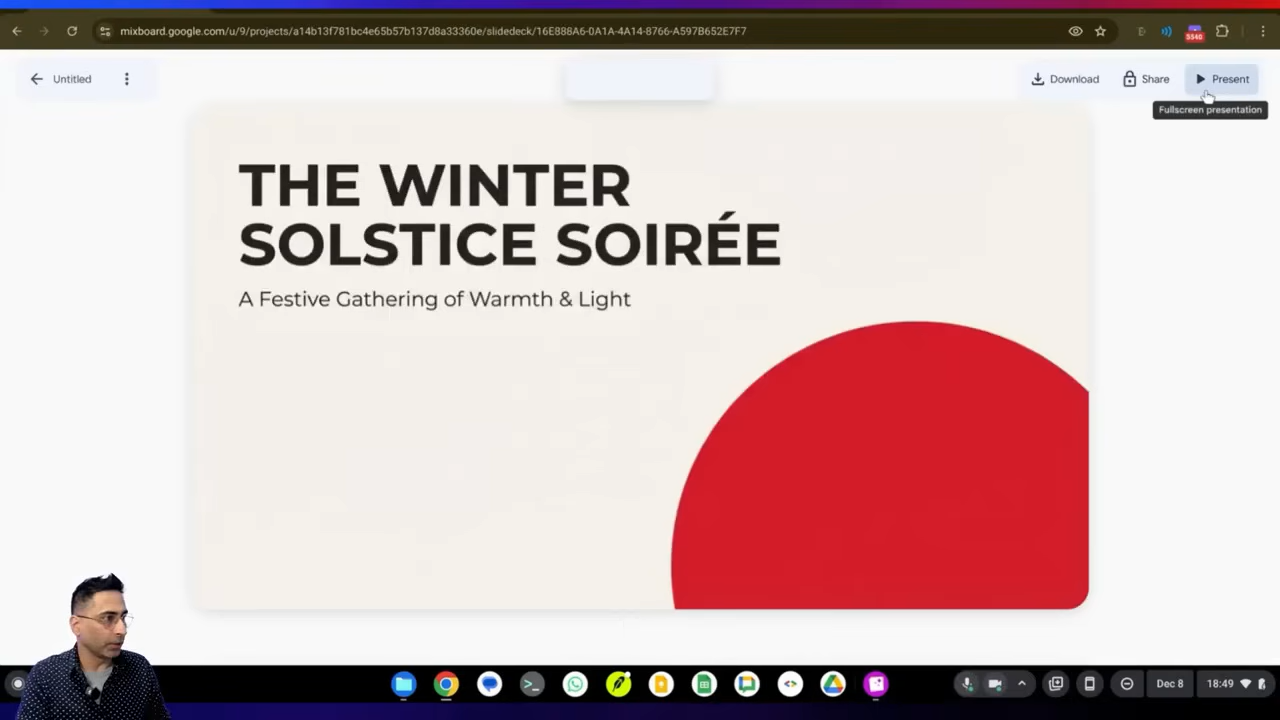 mixboard.google.com/u/9/projects/a14b13f781bc4e65b57b137d8a33360e/slidedeck/16E888A6-0A1A-4A14-8766-A597B652E7F7
5540
Untitled
Download
Share
Present
Fullscreen presentation
THE WINTER
SOLSTICE SOIRÉE
A Festive Gathering of Warmth & Light
Dec 8
18:49